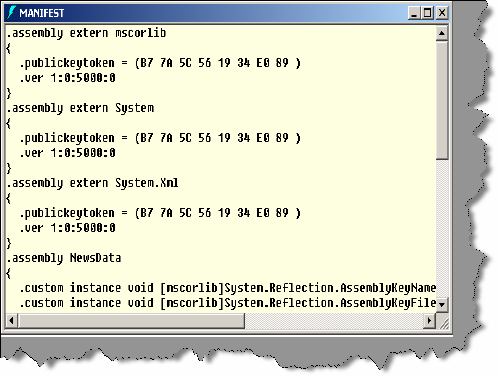 MANIFEST
.assembly extern mscorlib
{
  .publickeytoken = (B7 7A 5C 56 19 34 E0 89 )
  .ver 1:0:5000:0
}
.assembly extern System
{
  .publickeytoken = (B7 7A 5C 56 19 34 E0 89 )
  .ver 1:0:5000:0
}
.assembly extern System.Xml
{
  .publickeytoken = (B7 7A 5C 56 19 34 E0 89 )
  .ver 1:0:5000:0
}
.assembly NewsData
{
  .custom instance void [mscorlib]System.Reflection.AssemblyKeyName
  .custom instance void [mscorlib]System.Reflection.AssemblyKeyFile